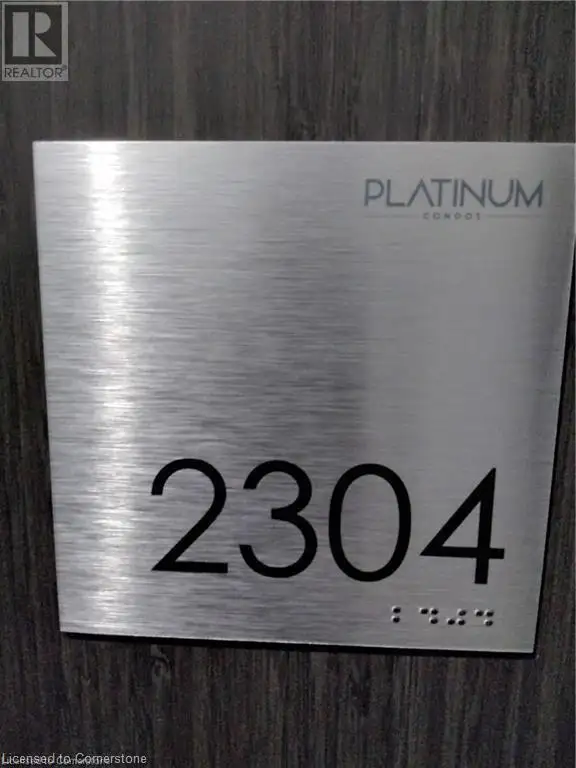 REALTOR®
PLATINUM
CONDOS
2304
Licensed to Cornerstone